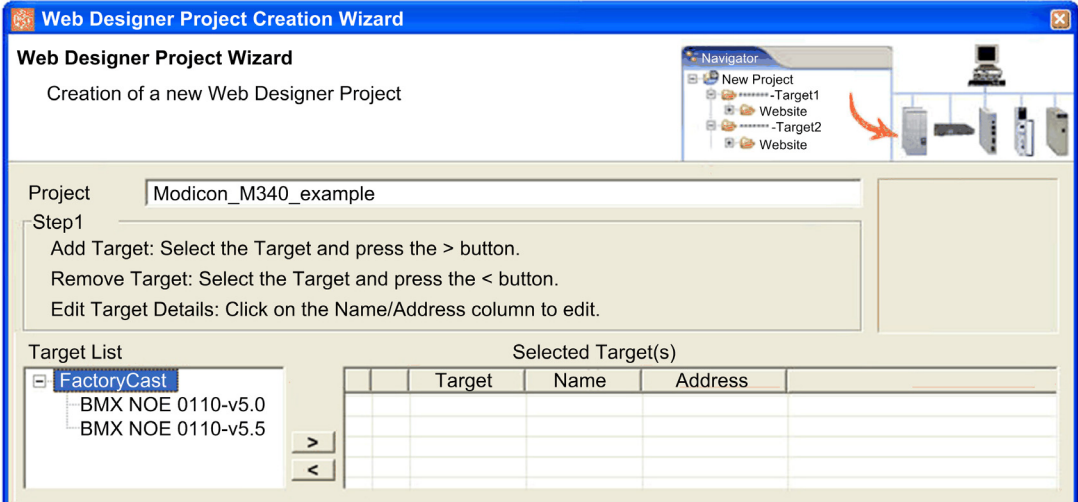 Web Designer Project Creation Wizard
Web Designer Project Wizard
Creation of a new Web Designer Project
Navigator
New Project
-Target1
Website
-Target2
Website
Project Modicon_M340_example
Step1
Add Target: Select the Target and press the > button.
Remove Target: Select the Target and press the < button.
Edit Target Details: Click on the Name/Address column to edit.
Target List Selected Target(s)
FactoryCast Target Name Address
BMX NOE 0110-v5.0
BMX NOE 0110-v5.5
>
<